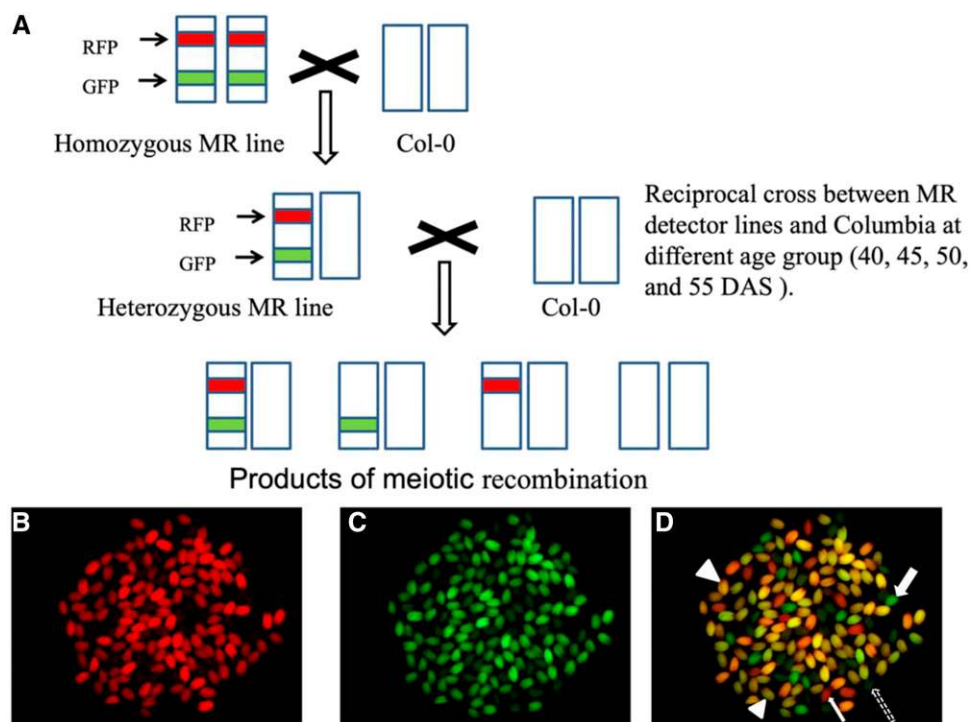 A
RFP
GFP
Homozygous MR line
Col-0
RFP
GFP
Heterozygous MR line
Col-0
Reciprocal cross between MR
detector lines and Columbia at
different age group (40, 45, 50,
and 55 DAS ).
Products of meiotic recombination
B
C
D